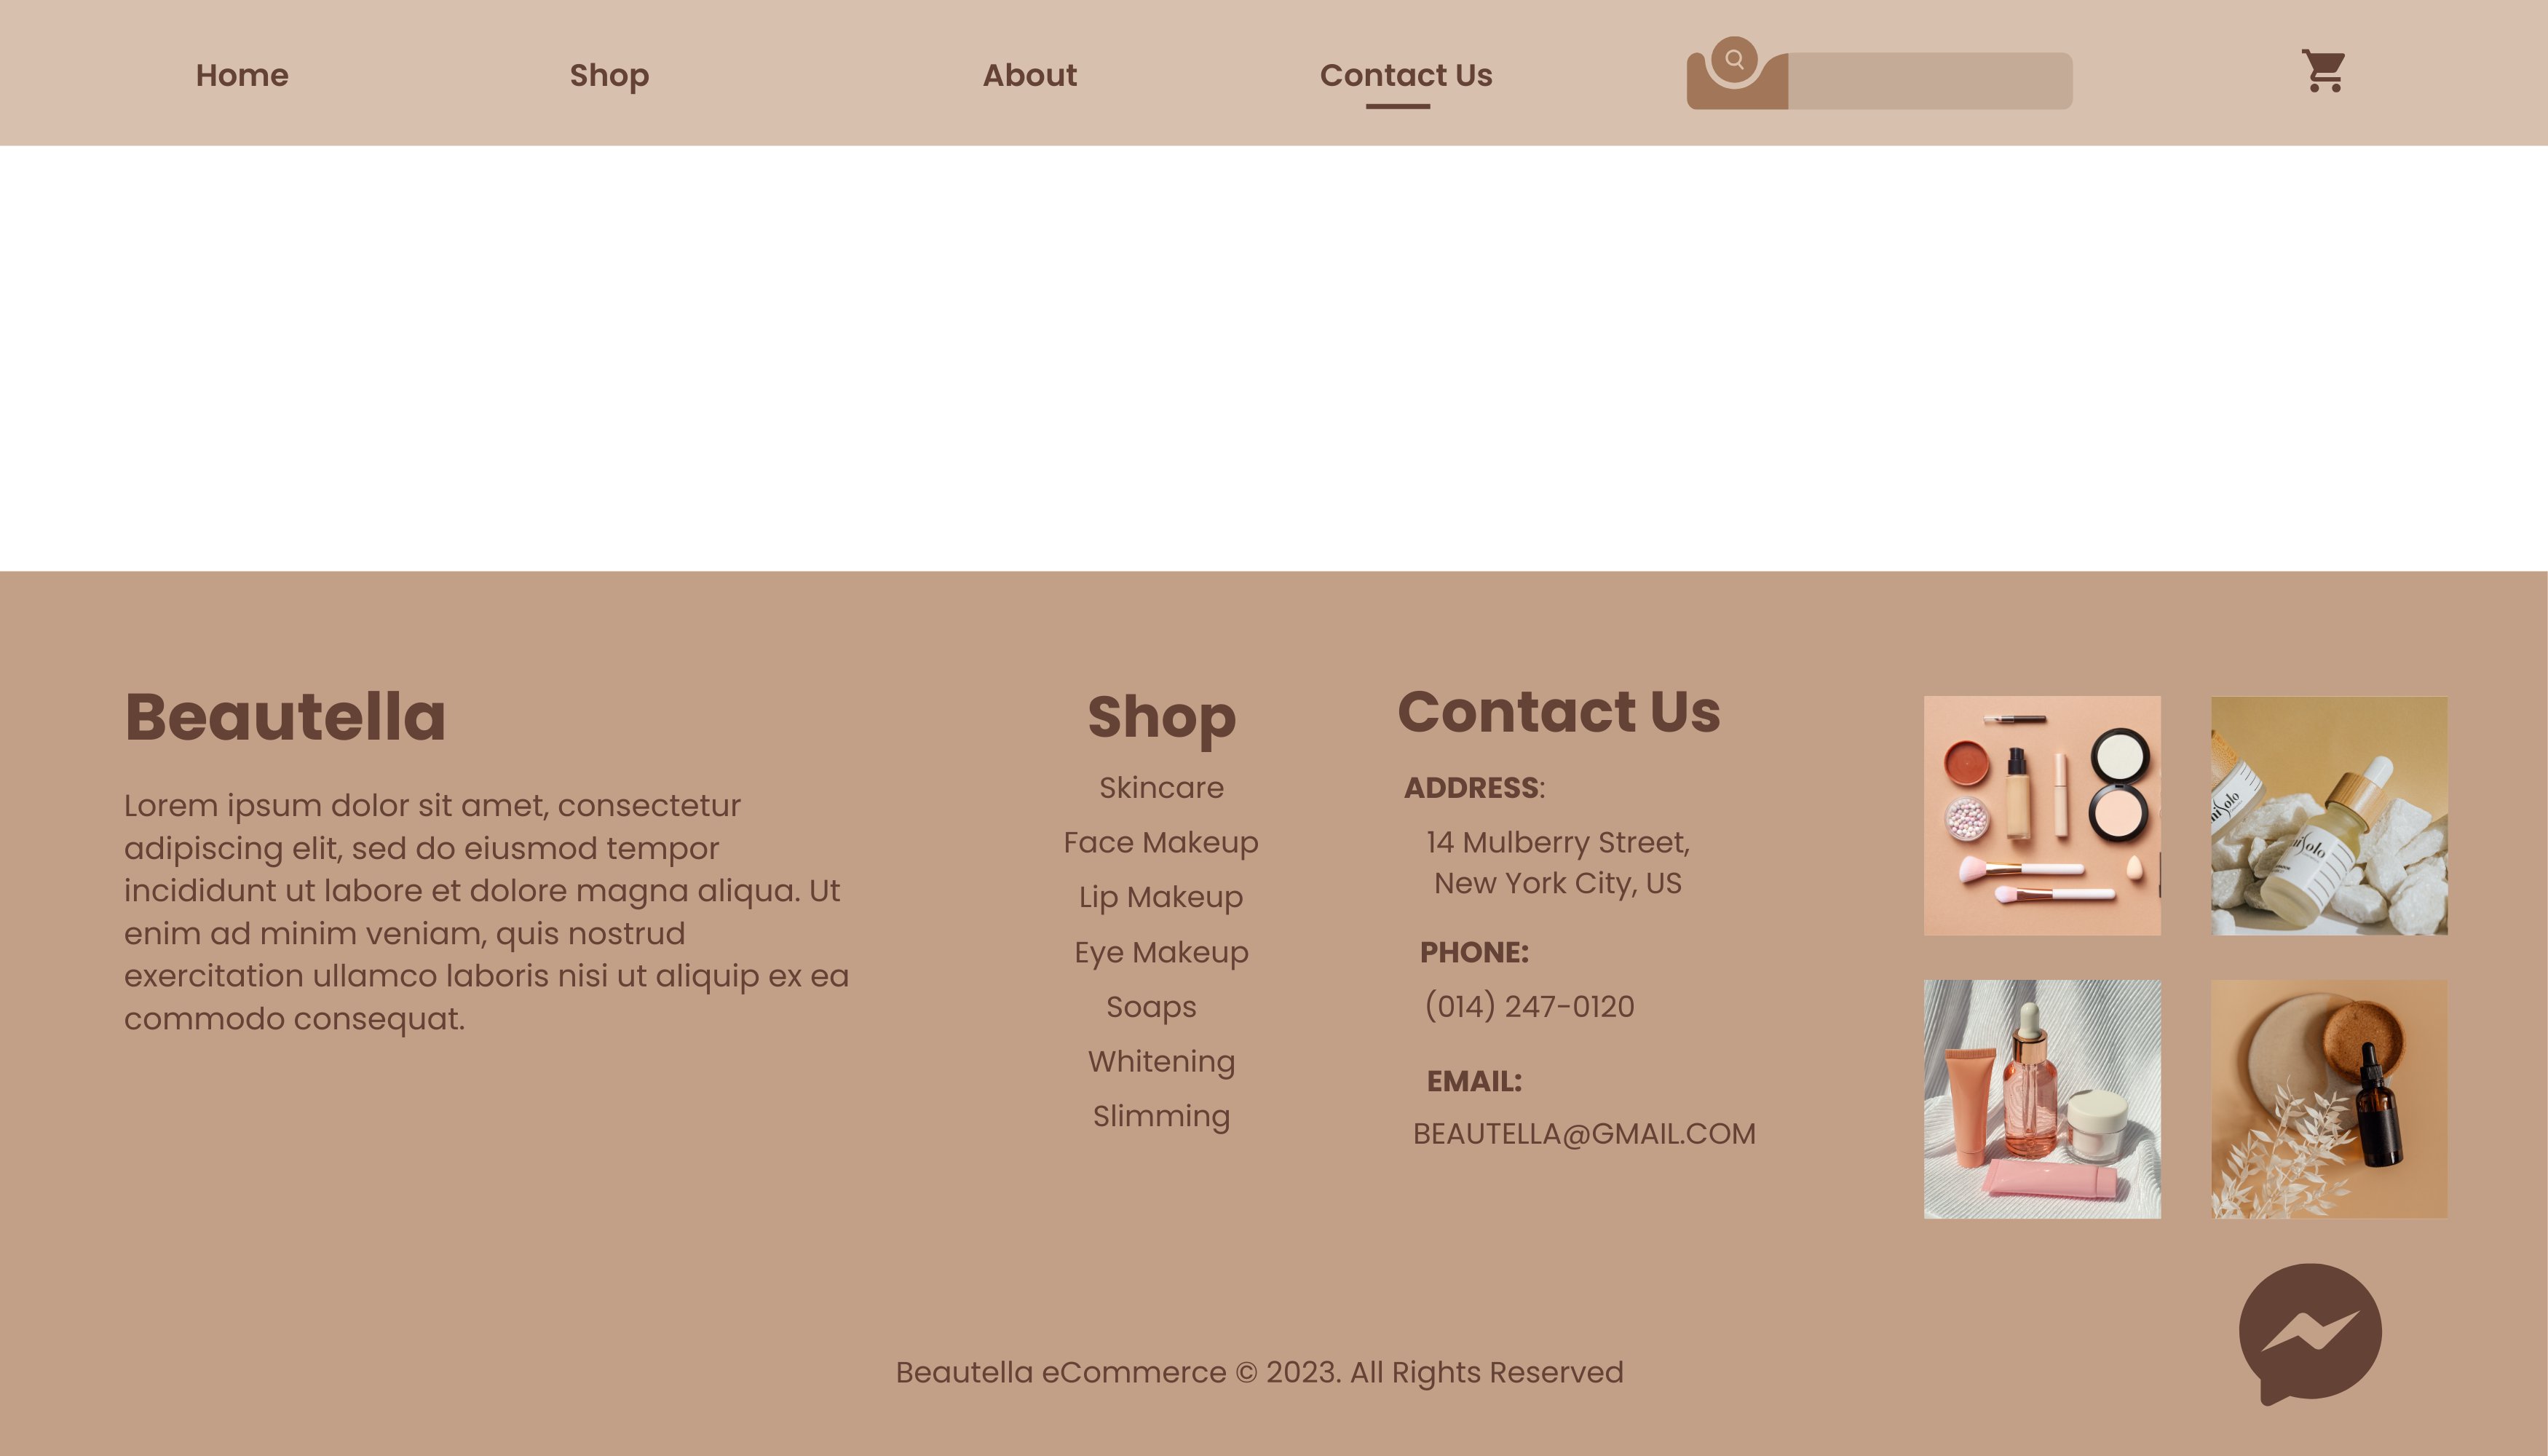 Home
Shop
About
Contact Us
Beautella
Lorem ipsum dolor sit amet, consectetur
adipiscing elit, sed do eiusmod tempor
incididunt ut labore et dolore magna aliqua. Ut
enim ad minim veniam, quis nostrud
exercitation ullamco laboris nisi ut aliquip ex ea
commodo consequat.
Shop
Skincare
Face Makeup
Lip Makeup
Eye Makeup
Soaps
Whitening
Slimming
Contact Us
ADDRESS:
14 Mulberry Street,
New York City, US
PHONE:
(014) 247-0120
EMAIL:
BEAUTELLA@GMAIL.COM
Beautella eCommerce © 2023. All Rights Reserved